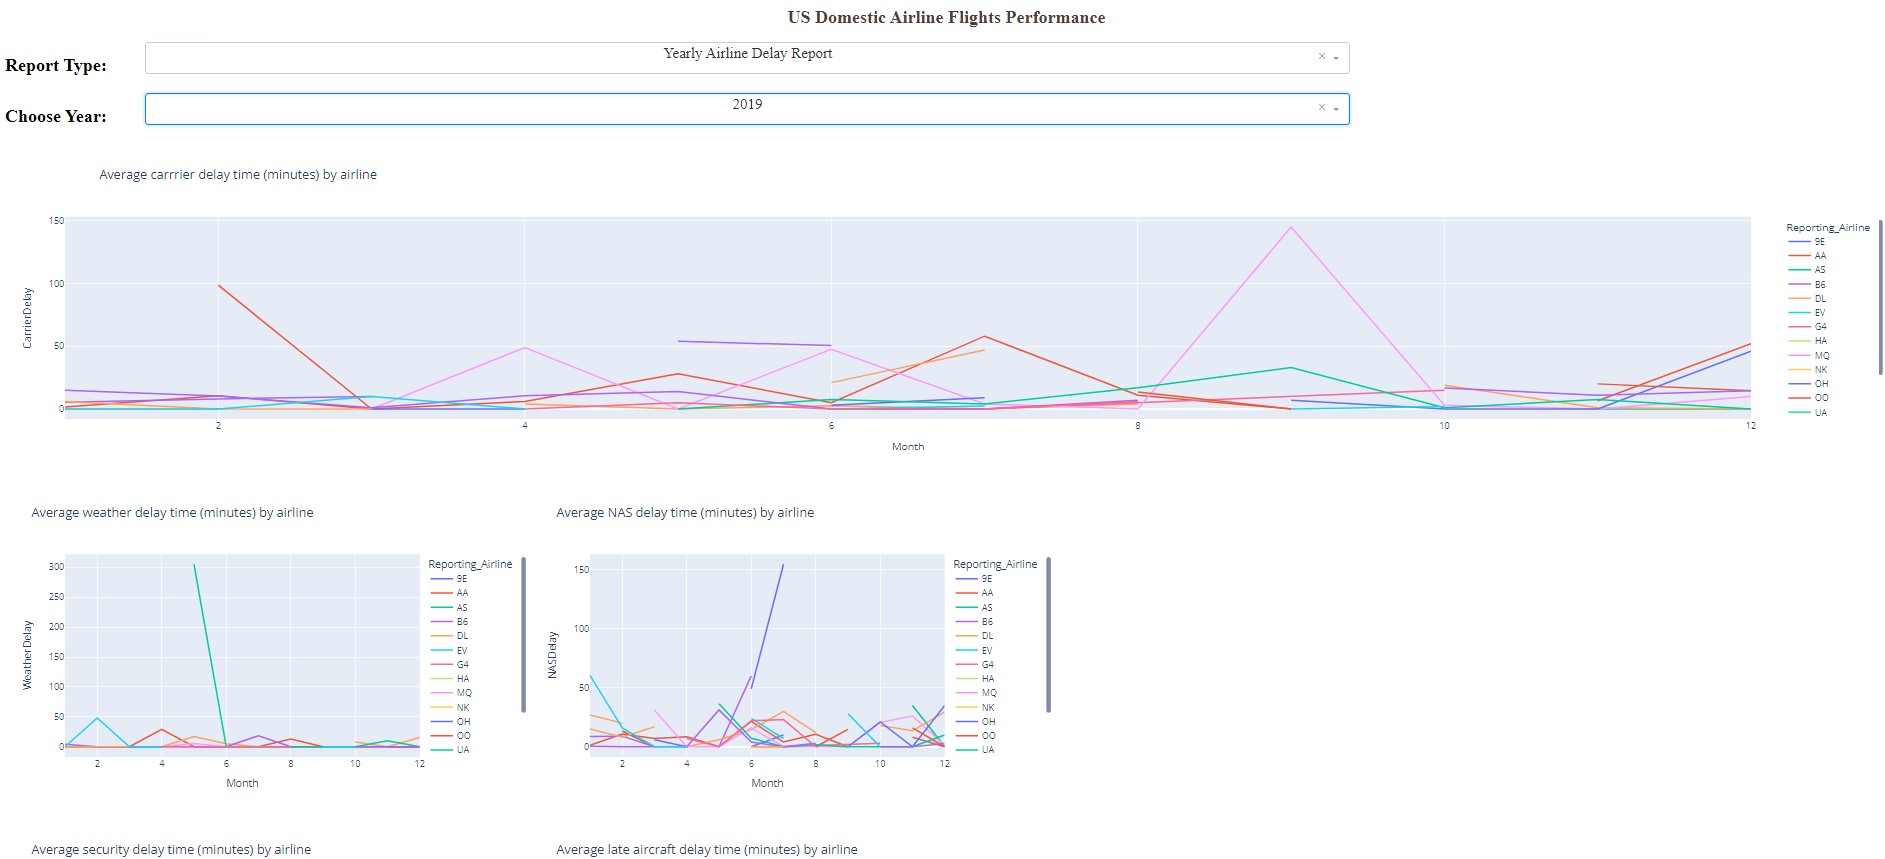 US Domestic Airline Flights Performance
Report Type:
Yearly Airline Delay Report
×
Choose Year:
2019
×
Average carrrier delay time (minutes) by airline
150
100
50
0
CarrierDelay
2
4
6
8
10
12
Month
Reporting_Airline
9E
AA
AS
B6
DL
EV
G4
HA
MQ
NK
OH
OO
UA
Average weather delay time (minutes) by airline
300
250
200
150
100
50
0
WeatherDelay
2
4
6
8
10
12
Month
Reporting_Airline
9E
AA
AS
B6
DL
EV
G4
HA
MQ
NK
OH
OO
UA
Average NAS delay time (minutes) by airline
150
100
50
0
NASDelay
2
4
6
8
10
12
Month
Reporting_Airline
9E
AA
AS
B6
DL
EV
G4
HA
MQ
NK
OH
OO
UA
Average security delay time (minutes) by airline
Average late aircraft delay time (minutes) by airline